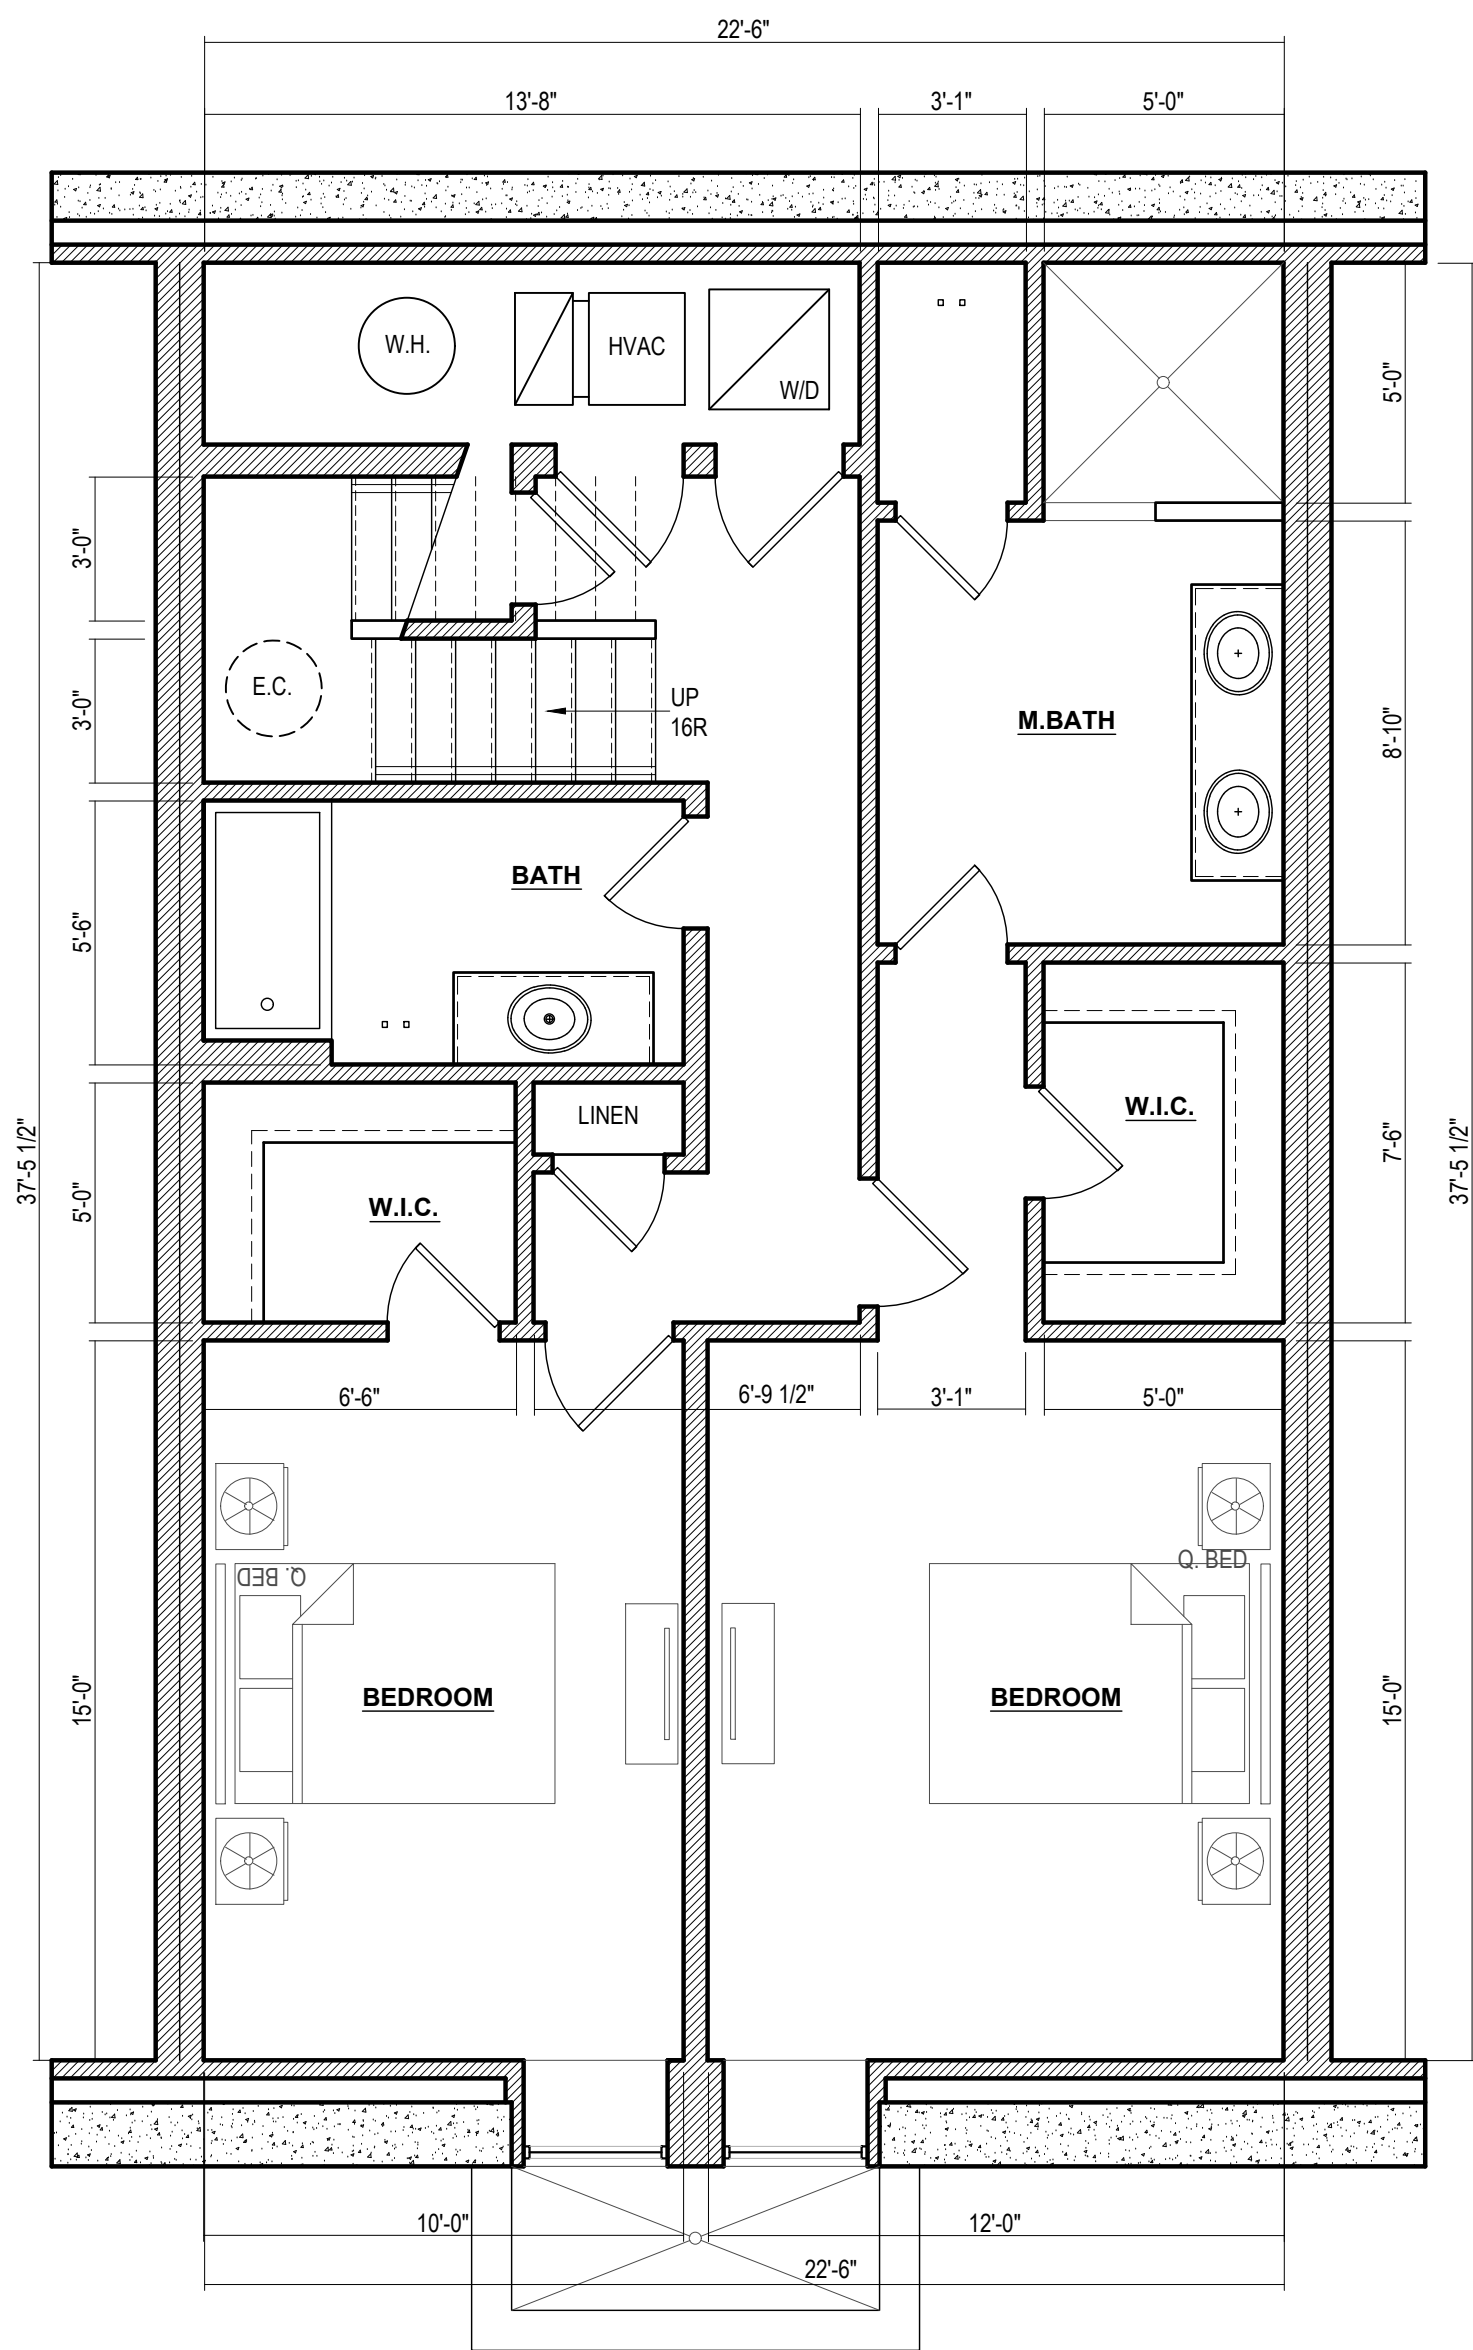 22'-6"
13'-8"
3'-1"
5'-0"
W.H.
HVAC
W/D
5'-0"
3'-0"
3'-0"
E.C.
UP
16R
M.BATH
8'-10"
BATH
5'-6"
LINEN
W.I.C.
7'-6"
37'-5 1/2"
37'-5 1/2"
5'-0"
W.I.C.
6'-6"
6'-9 1/2"
3'-1"
5'-0"
Q. BED
Q. BED
BEDROOM
BEDROOM
15'-0"
15'-0"
10'-0"
12'-0"
22'-6"